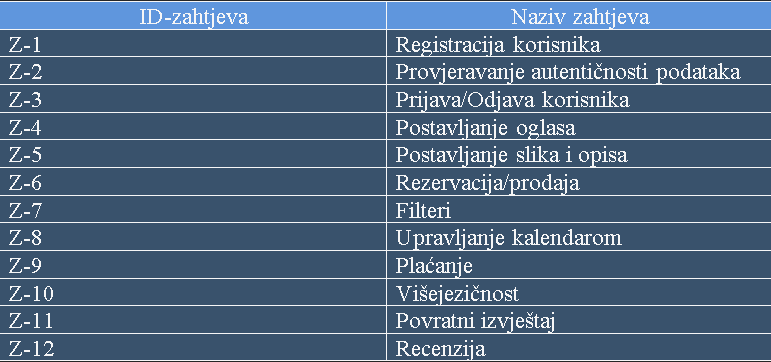 ID-zahtjeva Naziv zahtjeva
Z-1 Registracija korisnika
Z-2 Provjeravanje autentičnosti podataka
Z-3 Prijava/Odjava korisnika
Z-4 Postavljanje oglasa
Z-5 Postavljanje slika i opisa
Z-6 Rezervacija/prodaja
Z-7 Filteri
Z-8 Upravljanje kalendarom
Z-9 Plaćanje
Z-10 Višejezičnost
Z-11 Povratni izvještaj
Z-12 Recenzija